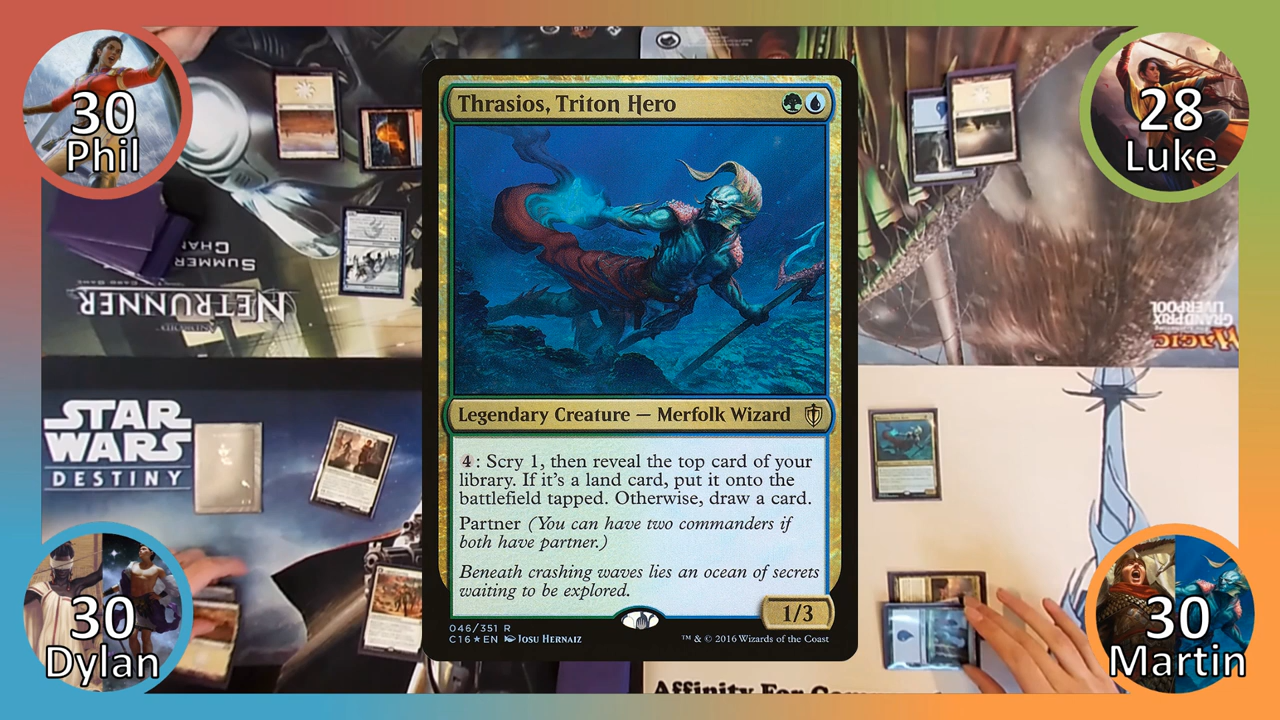 30
Phil
28
Luke
Thrasios, Triton Hero
Legendary Creature — Merfolk Wizard
4: Scry 1, then reveal the top card of your
library. If it's a land card, put it onto the
battlefield tapped. Otherwise, draw a card.
Partner (You can have two commanders if
both have partner.)
Beneath crashing waves lies an ocean of secrets
waiting to be explored.
1/3
046/351 R
C16 ★ EN Josu Hernaiz
™ & © 2016 Wizards of the Coast
SUMMER
CHAM
NETRUNNER
GRAND PRIX
LIVERPOOL
MAGIC
STAR
WARS
DESTINY
30
Dylan
30
Martin
Affinity For